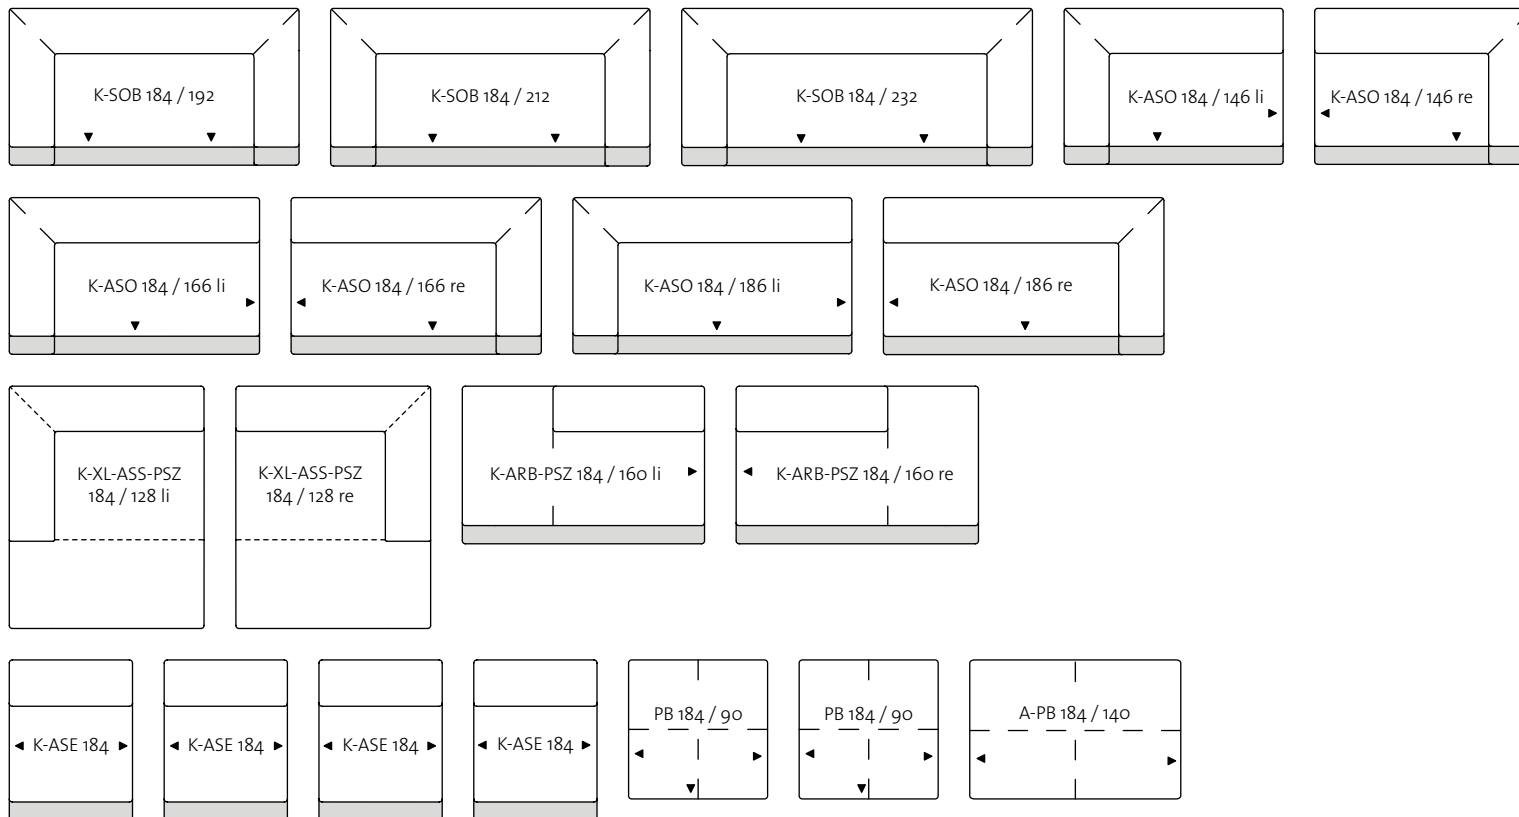 K-SOB 184 / 192
K-SOB 184 / 212
K-SOB 184 / 232
K-ASO 184 / 146 li
K-ASO 184 / 146 re
K-ASO 184 / 166 li
K-ASO 184 / 166 re
K-ASO 184 / 186 li
K-ASO 184 / 186 re
K-XL-ASS-PSZ
184 / 128 li
K-XL-ASS-PSZ
184 / 128 re
K-ARB-PSZ 184 / 160 li
K-ARB-PSZ 184 / 160 re
K-ASE 184
K-ASE 184
K-ASE 184
K-ASE 184
PB 184 / 90
PB 184 / 90
A-PB 184 / 140